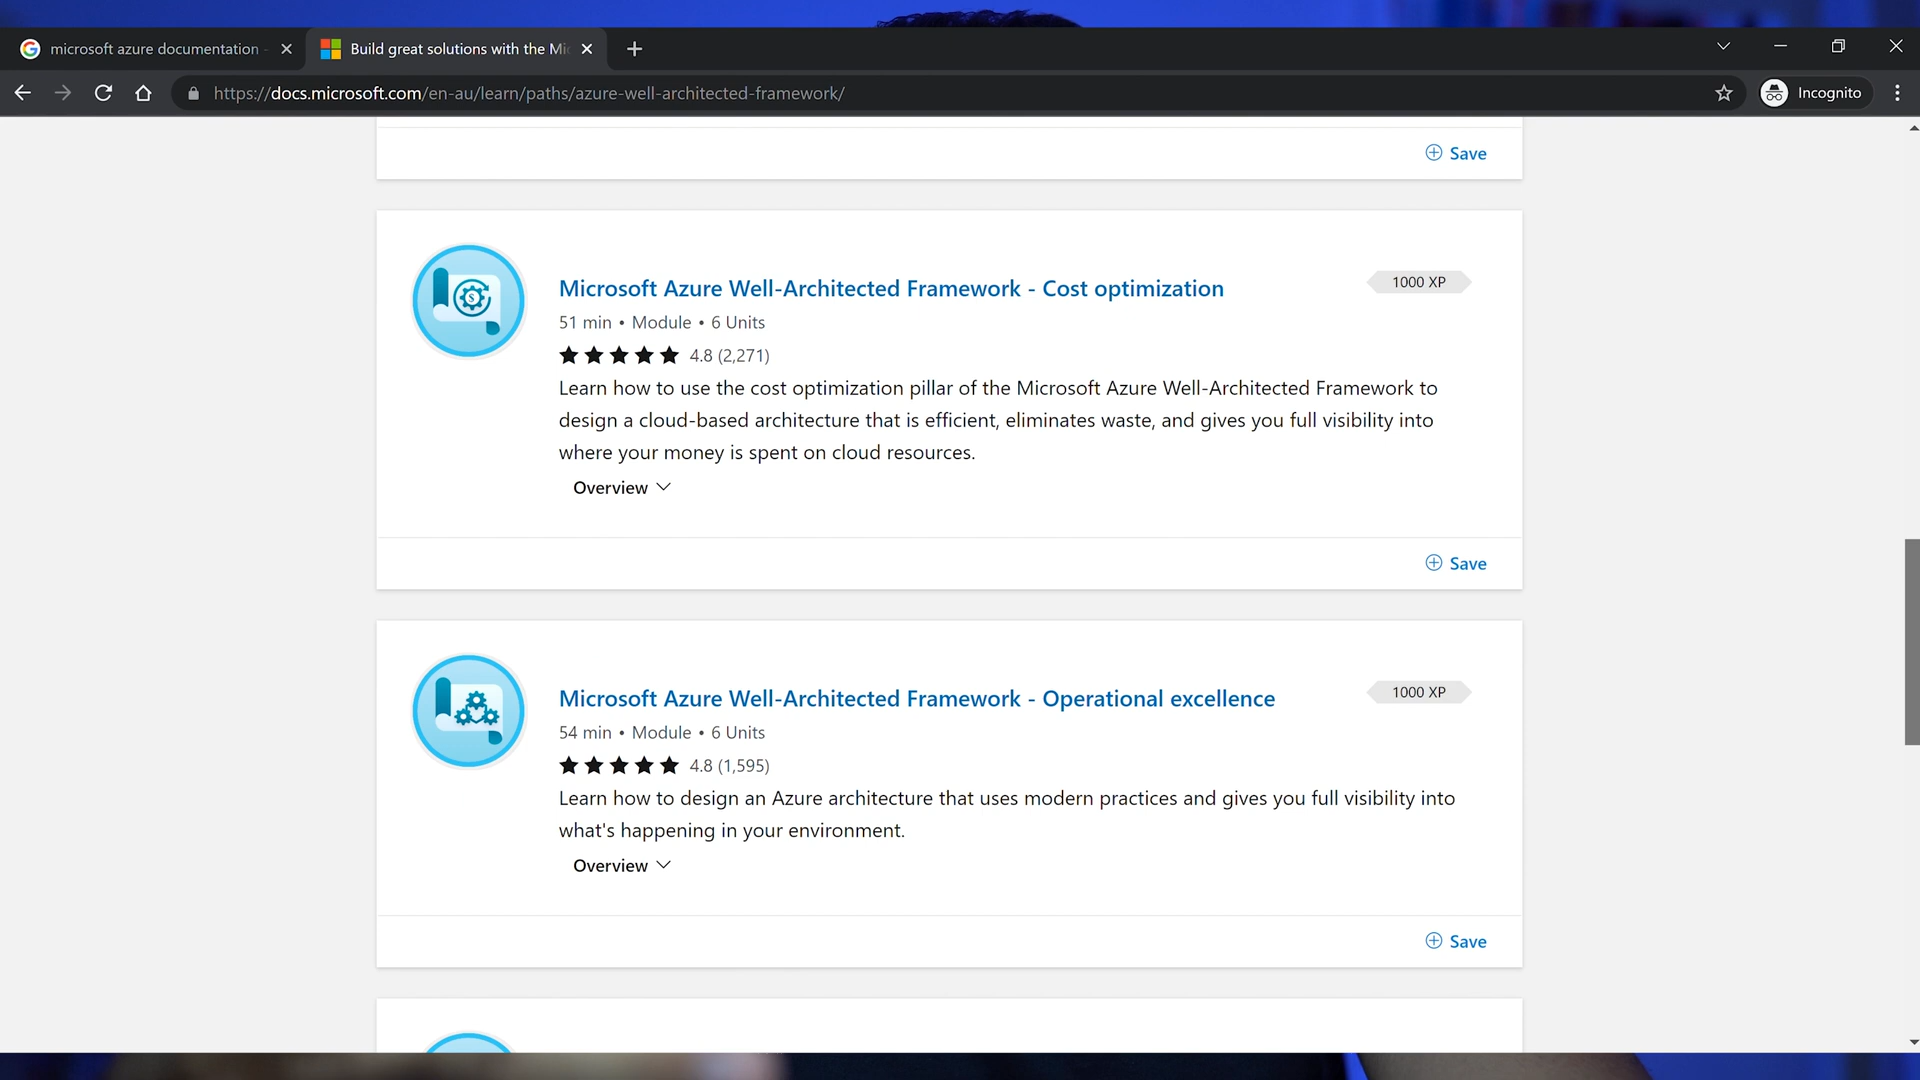 microsoft azure documentation -
Build great solutions with the Mi
https://docs.microsoft.com/en-au/learn/paths/azure-well-architected-framework/
Incognito
Save
Microsoft Azure Well-Architected Framework - Cost optimization
1000 XP
51 min • Module • 6 Units
4.8 (2,271)
Learn how to use the cost optimization pillar of the Microsoft Azure Well-Architected Framework to
design a cloud-based architecture that is efficient, eliminates waste, and gives you full visibility into
where your money is spent on cloud resources.
Overview
Save
Microsoft Azure Well-Architected Framework - Operational excellence
1000 XP
54 min • Module • 6 Units
4.8 (1,595)
Learn how to design an Azure architecture that uses modern practices and gives you full visibility into
what's happening in your environment.
Overview
Save